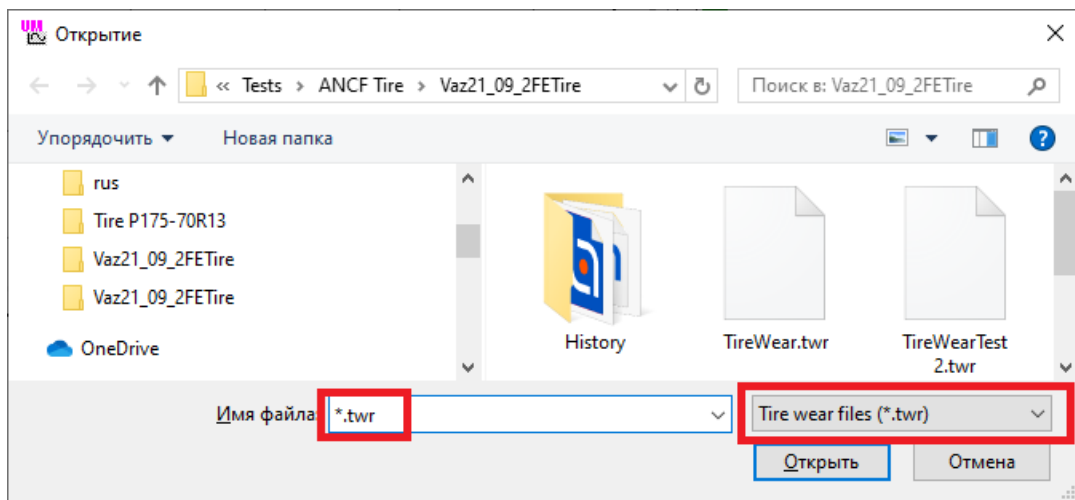 UM
Открытие
« Tests › ANCF Tire › Vaz21_09_2FETire
Поиск в: Vaz21_09_2FETire
Упорядочить
Новая папка
rus
Tire P175-70R13
Vaz21_09_2FETire
Vaz21_09_2FETire
OneDrive
History
TireWear.twr
TireWearTest
2.twr
Имя файла:
*.twr
Tire wear files (*.twr)
Открыть
Отмена